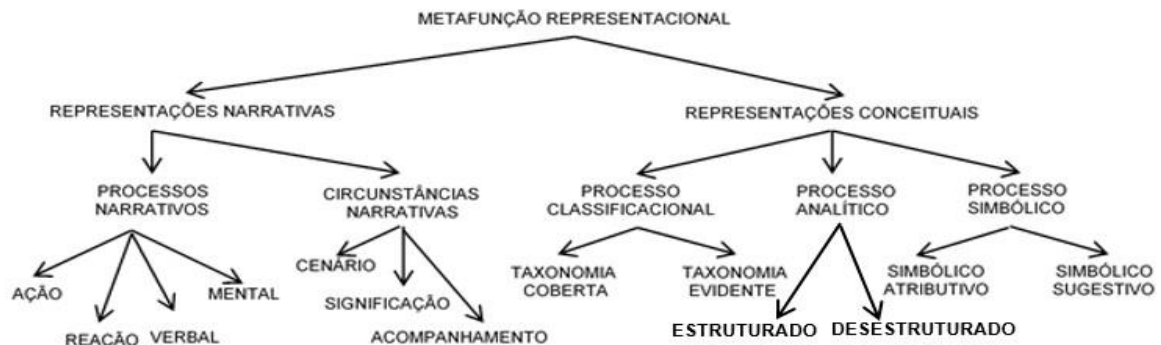 METAFUNÇÃO REPRESENTACIONAL
REPRESENTAÇÕES NARRATIVAS
REPRESENTAÇÕES CONCEITUAIS
PROCESSOS
NARRATIVOS
CIRCUNSTÂNCIAS
NARRATIVAS
PROCESSO
CLASSIFICACIONAL
PROCESSO
ANALÍTICO
PROCESSO
SIMBÓLICO
AÇÃO
REAÇÃO
VERBAL
MENTAL
CENÁRIO
SIGNIFICAÇÃO
ACOMPANHAMENTO
TAXONOMIA
COBERTA
TAXONOMIA
EVIDENTE
ESTRUTURADO
DESESTRUTURADO
SIMBÓLICO
ATRIBUTIVO
SIMBÓLICO
SUGESTIVO